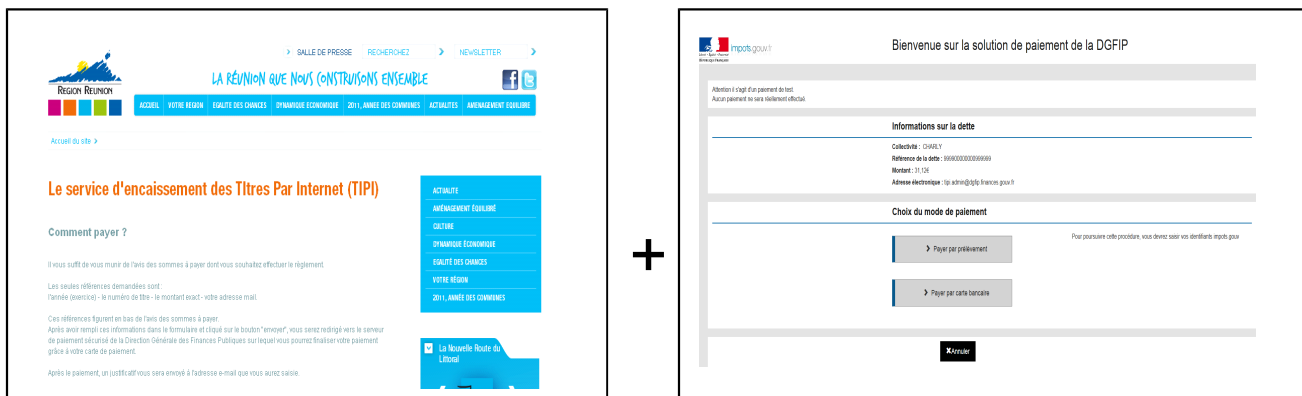 SALLE DE PRESSE RECHERCHEZ NEWSLETTER
LA RÉUNION QUE NOUS CONSTRUISONS ENSEMBLE
REGION REUNION
ACCUEIL VOTRE REGION EGALITE DES CHANCES DYNAMIQUE ECONOMIQUE 2011, ANNEE DES COMMUNES ACTUALITES AMENAGEMENT EQUILIBRE
Accueil du site >
Le service d'encaissement des TItres Par Internet (TIPI)
Comment payer ?
Il vous suffit de vous munir de l'avis des sommes à payer dont vous souhaitez effectuer le règlement.
Les seules références demandées sont :
l'année (exercice) - le numéro de titre - le montant exact - votre adresse mail.
Ces références figurent en bas de l'avis des sommes à payer.
Après avoir rempli ces informations dans le formulaire et cliqué sur le bouton "envoyer", vous serez redirigé vers le serveur
de paiement sécurisé de la Direction Générale des Finances Publiques sur lequel vous pourrez finaliser votre paiement
grâce à votre carte de paiement.
Après le paiement, un justificatif vous sera envoyé à l'adresse e-mail que vous aurez saisie.
ACTUALITE
AMÉNAGEMENT ÉQUILIBRÉ
CULTURE
DYNAMIQUE ÉCONOMIQUE
EGALITÉ DES CHANCES
VOTRE RÉGION
2011, ANNÉE DES COMMUNES
La Nouvelle Route du
Littoral
+
impots.gouv.fr
Bienvenue sur la solution de paiement de la DGFIP
Attention il s'agit d'un paiement de test.
Aucun paiement ne sera réellement effectué.
Informations sur la dette
Collectivité : CHARLY
Référence de la dette : 999900000000999999
Montant : 31,12€
Adresse électronique : tipi.admin@dgfip.finances.gouv.fr
Choix du mode de paiement
Payer par prélèvement
Pour poursuivre cette procédure, vous devrez saisir vos identifiants impots.gouv
Payer par carte bancaire
Annuler